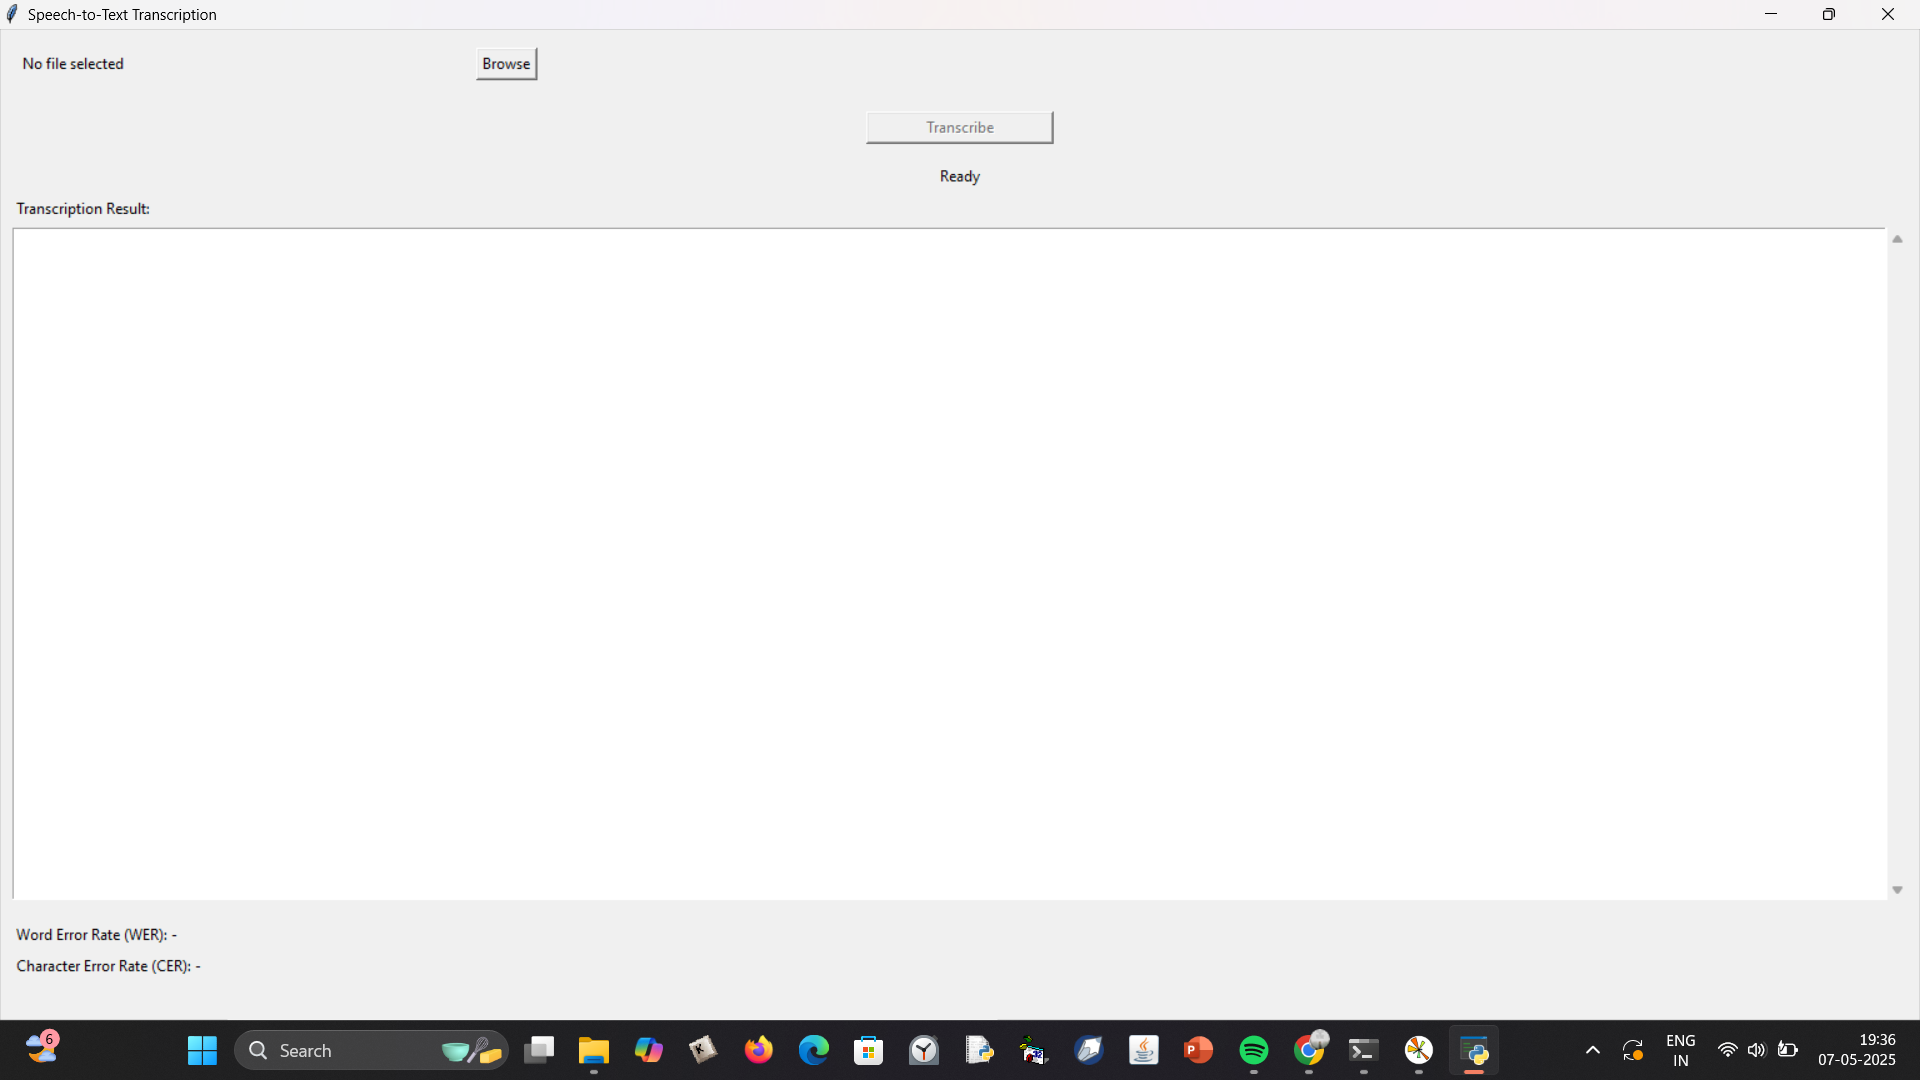 Speech-to-Text Transcription
No file selected
Browse
Transcribe
Ready
Transcription Result:
Word Error Rate (WER): -
Character Error Rate (CER): -
6
Search
ENG
IN
19:36
07-05-2025